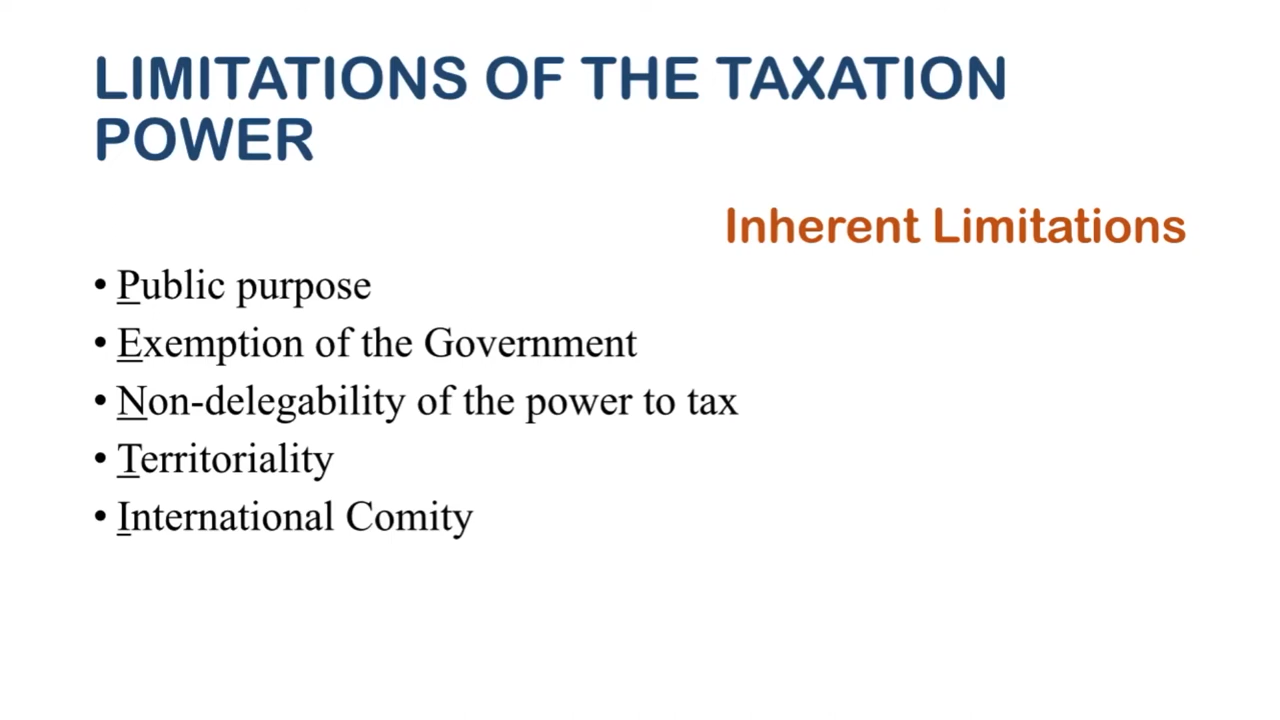 LIMITATIONS OF THE TAXATION
POWER
Inherent Limitations
• Public purpose
• Exemption of the Government
• Non-delegability of the power to tax
• Territoriality
• International Comity